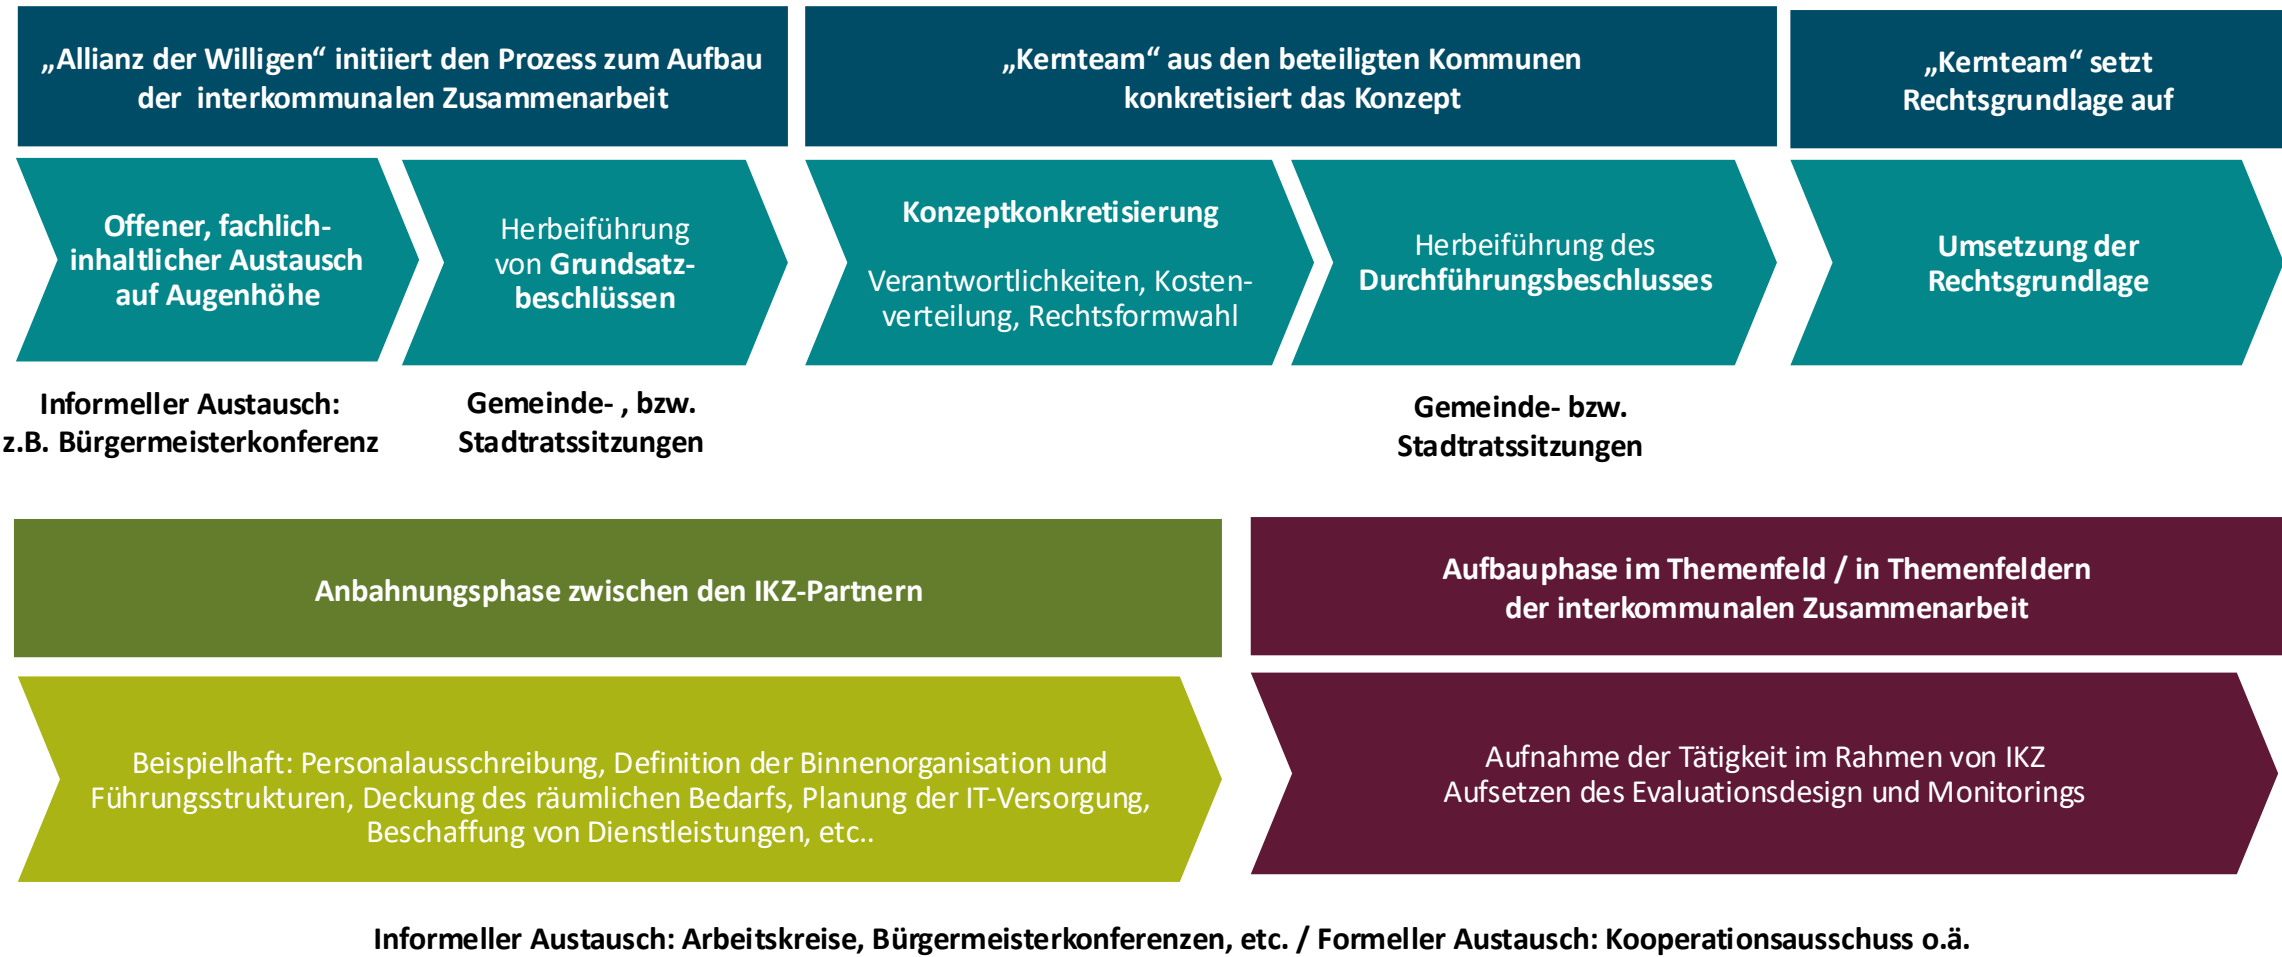 „Allianz der Willigen“ initiiert den Prozess zum Aufbau
der interkommunalen Zusammenarbeit
„Kernteam“ aus den beteiligten Kommunen
konkretisiert das Konzept
„Kernteam“ setzt
Rechtsgrundlage auf
Offener, fachlich-
inhaltlicher Austausch
auf Augenhöhe
Herbeiführung
von Grundsatz-
beschlüssen
Konzeptkonkretisierung
Verantwortlichkeiten, Kosten-
verteilung, Rechtsformwahl
Herbeiführung des
Durchführungsbeschlusses
Umsetzung der
Rechtsgrundlage
Informeller Austausch:
z.B. Bürgermeisterkonferenz
Gemeinde- , bzw.
Stadtratssitzungen
Gemeinde- bzw.
Stadtratssitzungen
Anbahnungsphase zwischen den IKZ-Partnern
Aufbauphase im Themenfeld / in Themenfeldern
der interkommunalen Zusammenarbeit
Beispielhaft: Personalausschreibung, Definition der Binnenorganisation und
Führungsstrukturen, Deckung des räumlichen Bedarfs, Planung der IT-Versorgung,
Beschaffung von Dienstleistungen, etc..
Aufnahme der Tätigkeit im Rahmen von IKZ
Aufsetzen des Evaluationsdesign und Monitorings
Informeller Austausch: Arbeitskreise, Bürgermeisterkonferenzen, etc. / Formeller Austausch: Kooperationsausschuss o.ä.